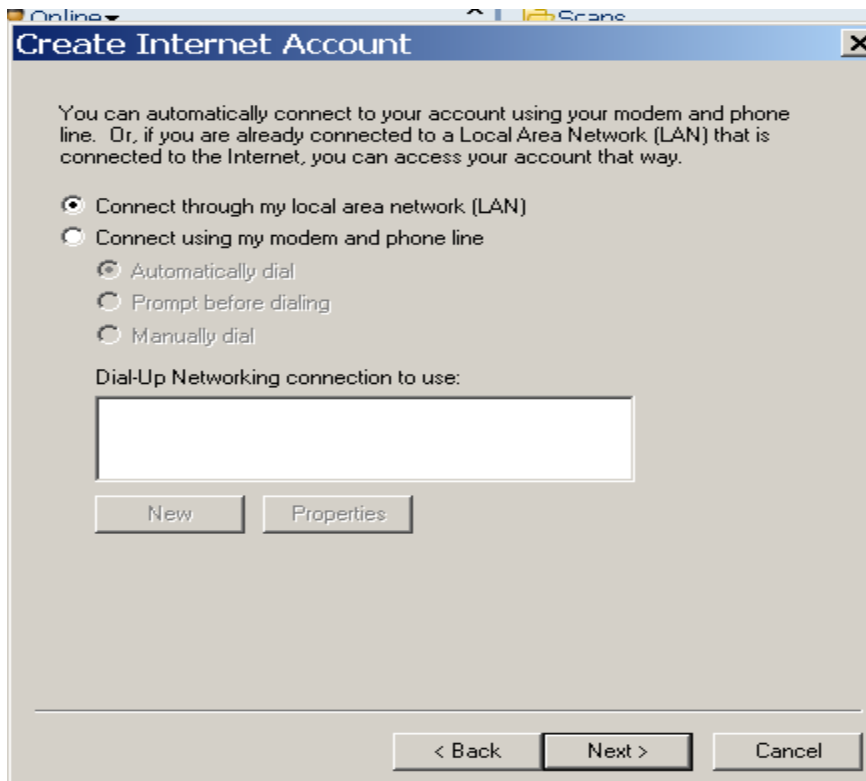 Online
Scans
Create Internet Account
You can automatically connect to your account using your modem and phone
line. Or, if you are already connected to a Local Area Network (LAN) that is
connected to the Internet, you can access your account that way.
Connect through my local area network (LAN)
Connect using my modem and phone line
Automatically dial
Prompt before dialing
Manually dial
Dial-Up Networking connection to use:
New
Properties
< Back
Next >
Cancel